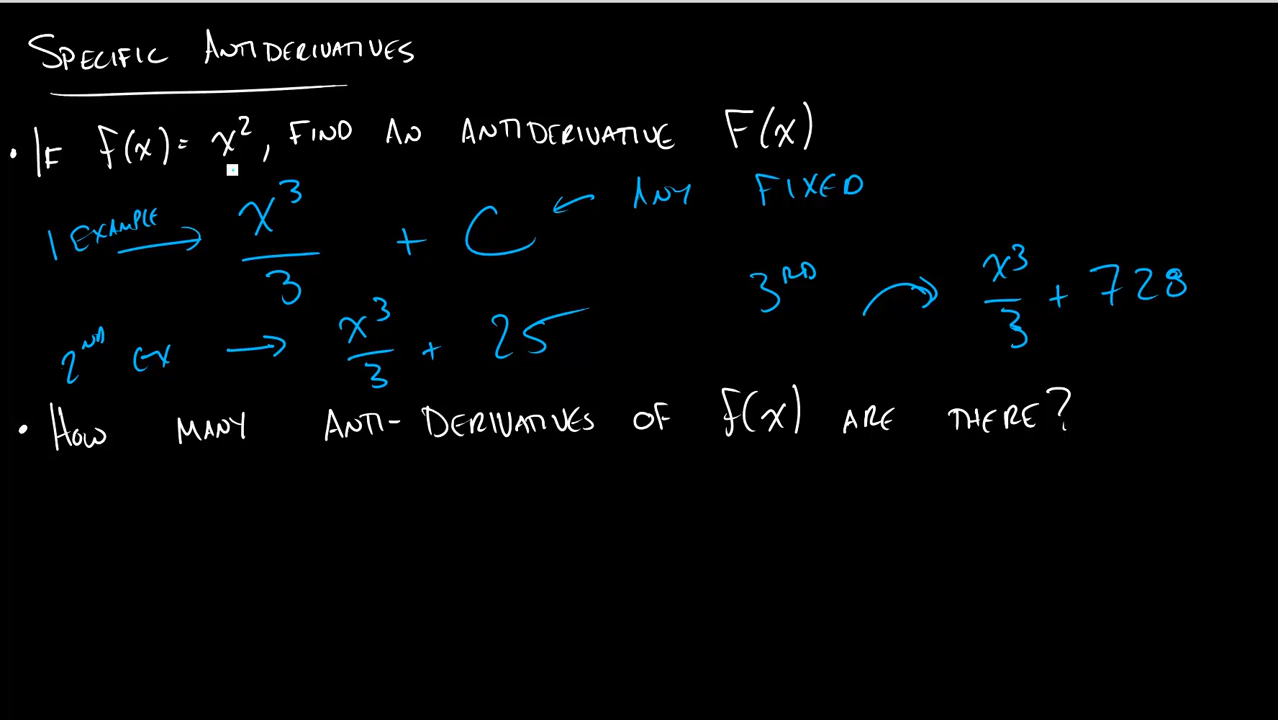 SPECIFIC ANTIDERIVATIVES
• IF f(x) = x², FIND AN ANTIDERIVATIVE F(x)
1 EXAMPLE → x³/3 + C ← ANY FIXED
2ND EX → x³/3 + 25
3RD → x³/3 + 728
• HOW MANY ANTI-DERIVATIVES OF f(x) ARE THERE?